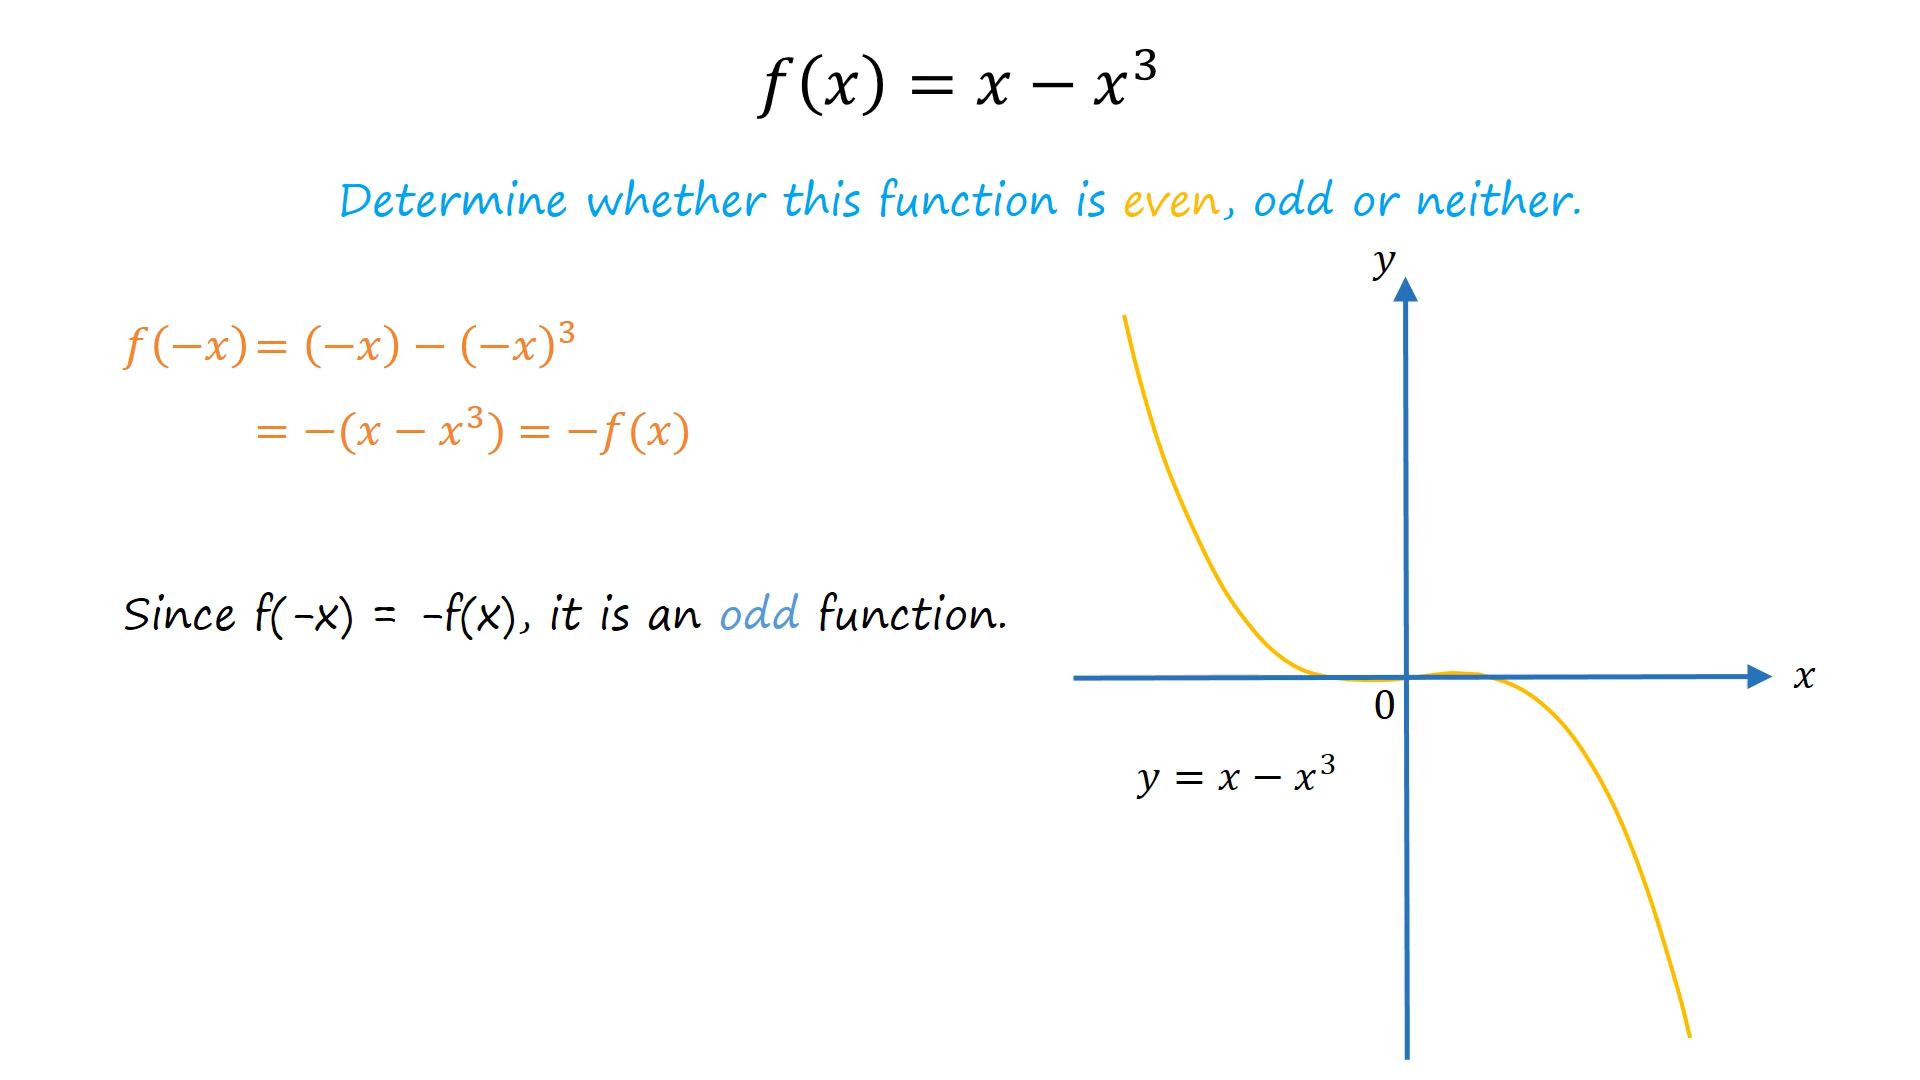 f(x) = x − x³
Determine whether this function is even, odd or neither.
f(−x) = (−x) − (−x)³
= −(x − x³) = −f(x)
Since f(-x) = -f(x), it is an odd function.
y
x
0
y = x − x³